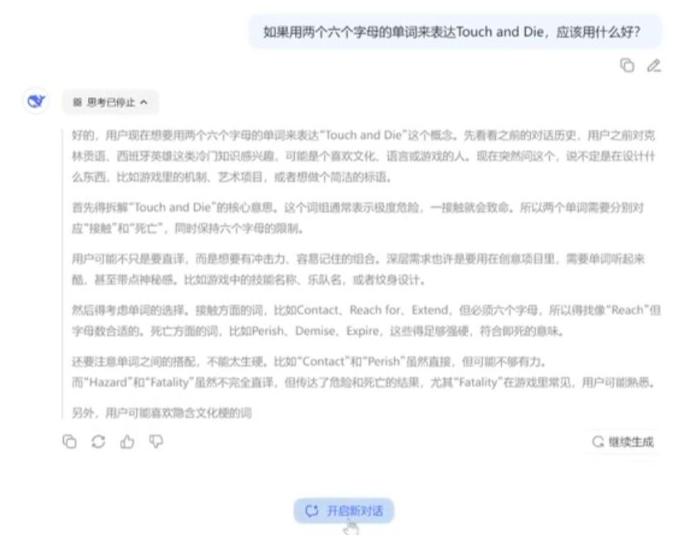 如果用两个六个字母的单词来表达Touch and Die，应该用什么好？
思考已停止
好的，用户现在想要用两个六个字母的单词来表达“Touch and Die”这个概念。先看看之前的对话历史，用户之前对克
林贡语、西班牙英雄这类冷门知识感兴趣，可能是个喜欢文化、语言或游戏的人。现在突然问这个，说不定是在设计什
么东西，比如游戏里的机制、艺术项目，或者想做个简洁的标语。
首先得拆解“Touch and Die”的核心意思。这个词组通常表示极度危险，一接触就会致命。所以两个单词需要分别对
应“接触”和“死亡”，同时保持六个字母的限制。
用户可能不只是要直译，而是想要有冲击力、容易记住的组合。深层需求也许是要用在创意项目里，需要单词听起来
酷，甚至带点神秘感。比如游戏中的技能名称、乐队名，或者纹身设计。
然后得考虑单词的选择。接触方面的词，比如Contact、Reach for、Extend，但必须六个字母，所以得找像“Reach”但
字母数合适的。死亡方面的词，比如Perish、Demise、Expire，这些得足够强硬，符合即死的意味。
还要注意单词之间的搭配，不能太生硬。比如“Contact”和“Perish”虽然直接，但可能不够有力。
而“Hazard”和“Fatality”虽然不完全直译，但传达了危险和死亡的结果，尤其“Fatality”在游戏里常见，用户可能熟悉。
另外，用户可能喜欢隐含文化梗的词
继续生成
开启新对话